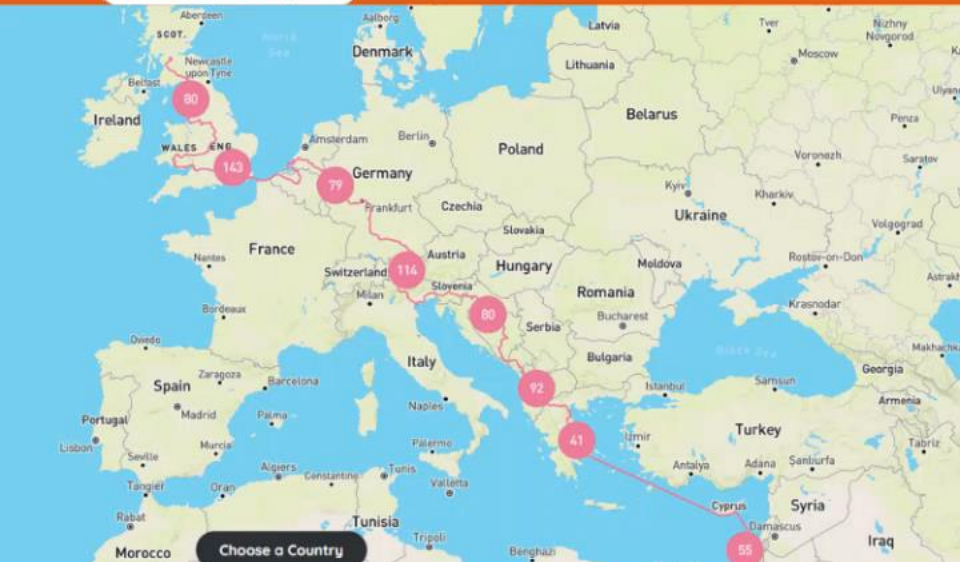 Aberdeen
Aalborg
Latvia
Tver
Nizhny
Novgorod
SCOT.
North
Sea
Denmark
Moscow
Newcastle
upon Tyne
Lithuania
Belfast
80
Belarus
Ireland
Penza
Amsterdam
Berlin
WALES
ENG.
Poland
Voronezh
Saratov
143
Germany
79
Kyiv
Kharkiv
Frankfurt
Czechia
Ukraine
Volgograd
Slovakia
France
Austria
Nantes
Hungary
Moldova
Rostov-on-Don
Switzerland
114
Slovenia
Milan
Romania
Krasnodar
Bordeaux
80
Serbia
Bucharest
Oviedo
Black Sea
Italy
Bulgaria
Georgia
Zaragoza
Barcelona
Spain
92
Istanbul
Samsun
Armenia
Madrid
Naples
Portugal
Palma
Turkey
Lisbon
Murcia
Palermo
41
Izmir
Tabriz
Seville
Antalya
Adana
Şanlıurfa
Algiers
Constantine
Tunis
Tangier
Oran
Valletta
Cyprus
Syria
Rabat
Tunisia
Damascus
Tripoli
Iraq
Morocco
Choose a Country
Benghazi
55